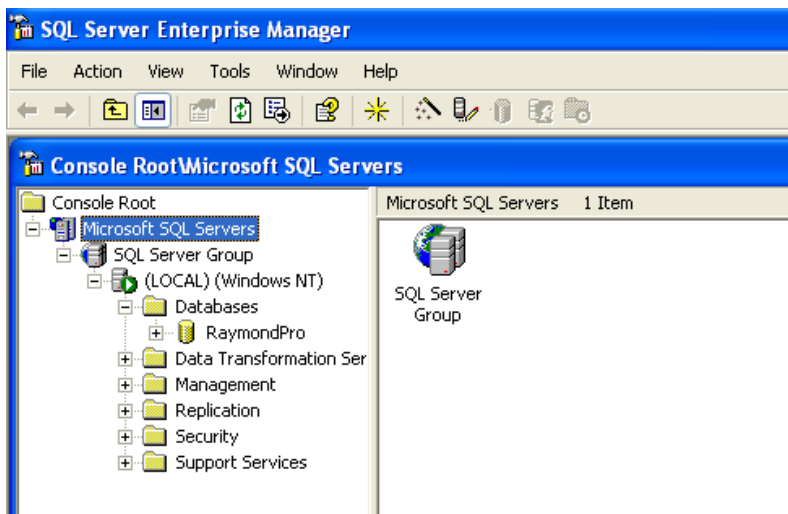 SQL Server Enterprise Manager
File Action View Tools Window Help
Console Root\Microsoft SQL Servers
Console Root
Microsoft SQL Servers
SQL Server Group
(LOCAL) (Windows NT)
Databases
RaymondPro
Data Transformation Ser
Management
Replication
Security
Support Services
Microsoft SQL Servers 1 Item
SQL Server
Group